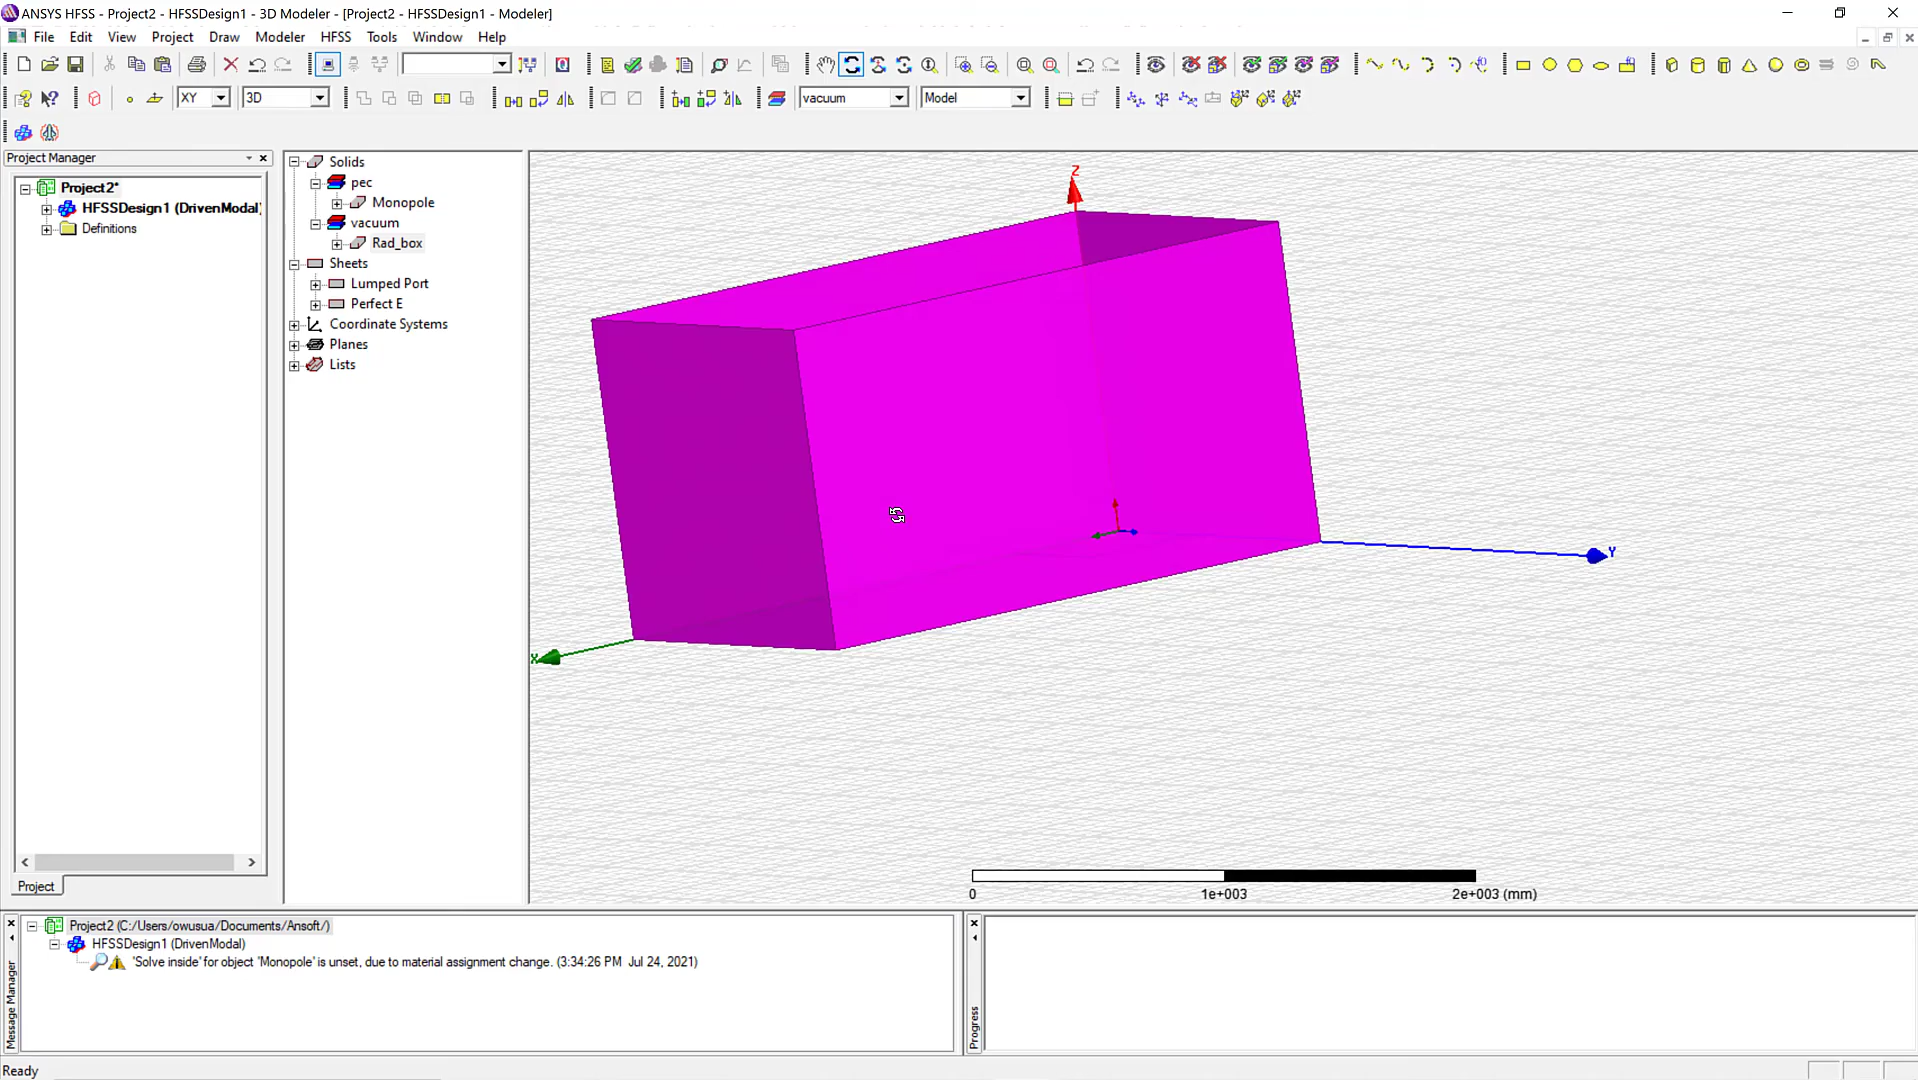 ANSYS HFSS - Project2 - HFSSDesign1 - 3D Modeler - [Project2 - HFSSDesign1 - Modeler]
File Edit View Project Draw Modeler HFSS Tools Window Help
XY 3D vacuum Model
Project Manager
Project2*
HFSSDesign1 (DrivenModal)
Definitions
Project
Solids
pec
Monopole
vacuum
Rad_box
Sheets
Lumped Port
Perfect E
Coordinate Systems
Planes
Lists
Z
Y
X
0 1e+003 2e+003 (mm)
Message Manager
Project2 (C:/Users/owusua/Documents/Ansoft/)
HFSSDesign1 (DrivenModal)
'Solve inside' for object 'Monopole' is unset, due to material assignment change. (3:34:26 PM Jul 24, 2021)
Progress
Ready